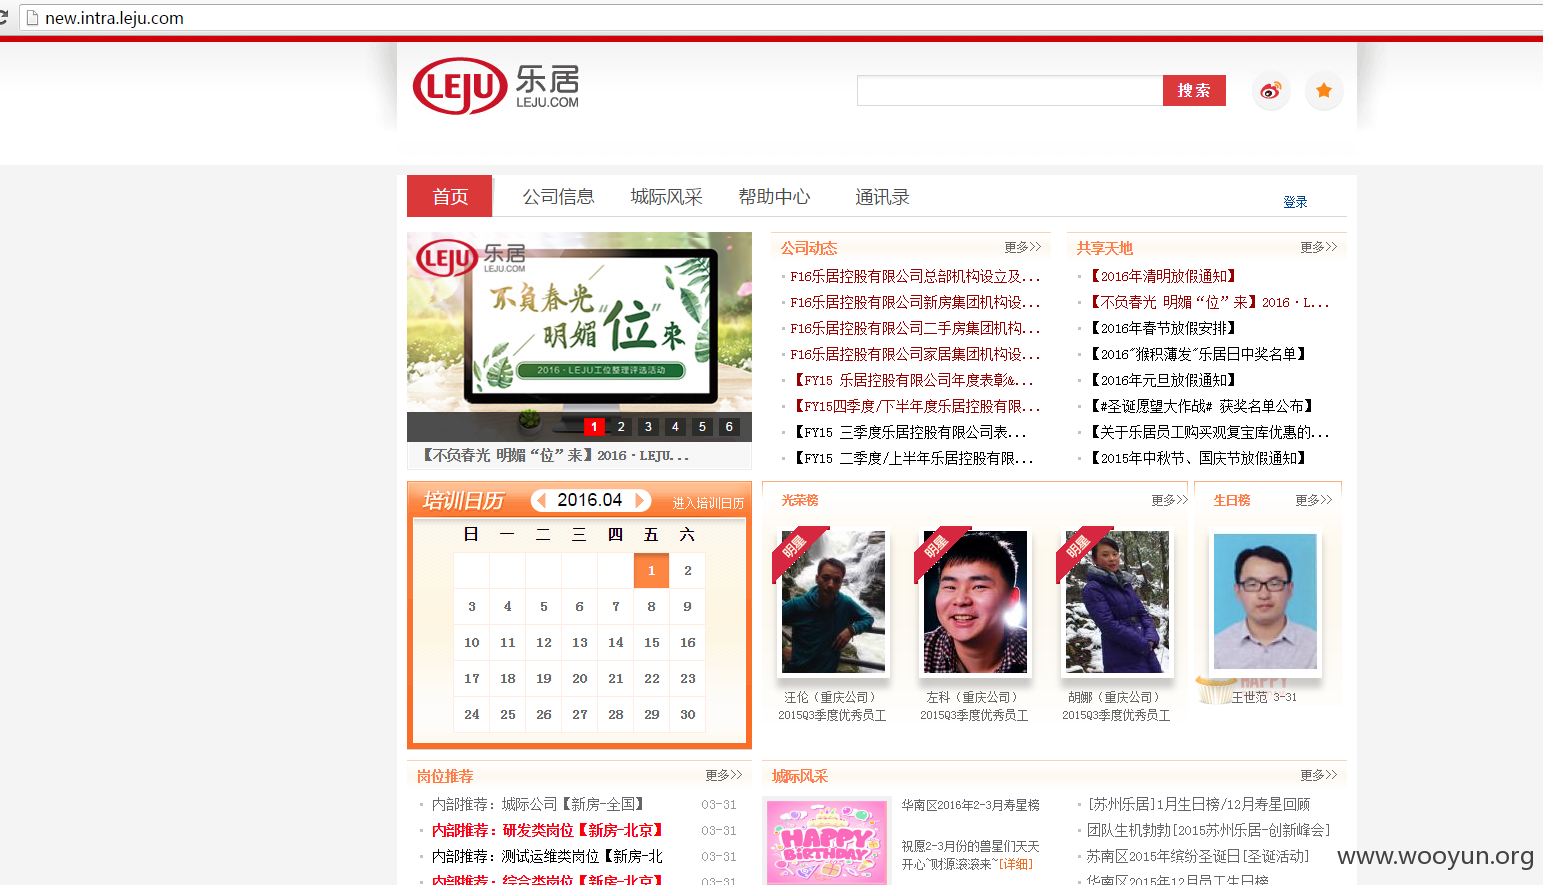 new.intra.leju.com
LEJU 乐居
LEJU.COM
搜索
首页 公司信息 城际风采 帮助中心 通讯录 登录
LEJU 乐居
LEJU.COM
不负春光
明媚“位”来
2016 · LEJU工位整理评选活动
1 2 3 4 5 6
【不负春光 明媚“位”来】2016·LEJU...
公司动态 更多>>
F16乐居控股有限公司总部机构设立及...
F16乐居控股有限公司新房集团机构设...
F16乐居控股有限公司二手房集团机构...
F16乐居控股有限公司家居集团机构设...
【FY15 乐居控股有限公司年度表彰&...
【FY15四季度/下半年度乐居控股有限...
【FY15 三季度乐居控股有限公司表...
【FY15 二季度/上半年乐居控股有限...
共享天地 更多>>
【2016年清明放假通知】
【不负春光 明媚“位”来】2016·L...
【2016年春节放假安排】
【2016"猴积薄发"乐居日中奖名单】
【2016年元旦放假通知】
【#圣诞愿望大作战# 获奖名单公布】
【关于乐居员工购买观复宝库优惠的...
【2015年中秋节、国庆节放假通知】
培训日历 2016.04 进入培训日历
日 一 二 三 四 五 六
1 2
3 4 5 6 7 8 9
10 11 12 13 14 15 16
17 18 19 20 21 22 23
24 25 26 27 28 29 30
光荣榜 更多>>
明星 明星 明星
汪伦（重庆公司） 左科（重庆公司） 胡娜（重庆公司）
2015Q3季度优秀员工 2015Q3季度优秀员工 2015Q3季度优秀员工
生日榜 更多>>
HAPPY
王世范 3-31
岗位推荐 更多>>
内部推荐：城际公司【新房-全国】 03-31
内部推荐：研发类岗位【新房-北京】 03-31
内部推荐：测试运维类岗位【新房-北 03-31
内部推荐：综合类岗位【新房-北京】 03-31
城际风采 更多>>
HAPPY
BIRTHDAY
华南区2016年2-3月寿星榜
祝愿2-3月份的兽星们天天
开心~财源滚滚来~[详细]
[苏州乐居]1月生日榜/12月寿星回顾
团队生机勃勃[2015苏州乐居-创新峰会]
苏南区2015年缤纷圣诞日[圣诞活动]
华南区2015年12月员工生日榜
www.wooyun.org